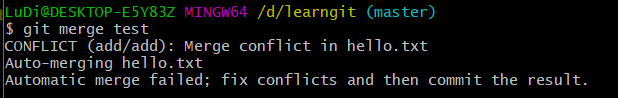 LuDi@DESKTOP-E5Y83Z MINGW64 /d/learngit (master)
$ git merge test
CONFLICT (add/add): Merge conflict in hello.txt
Auto-merging hello.txt
Automatic merge failed; fix conflicts and then commit the result.